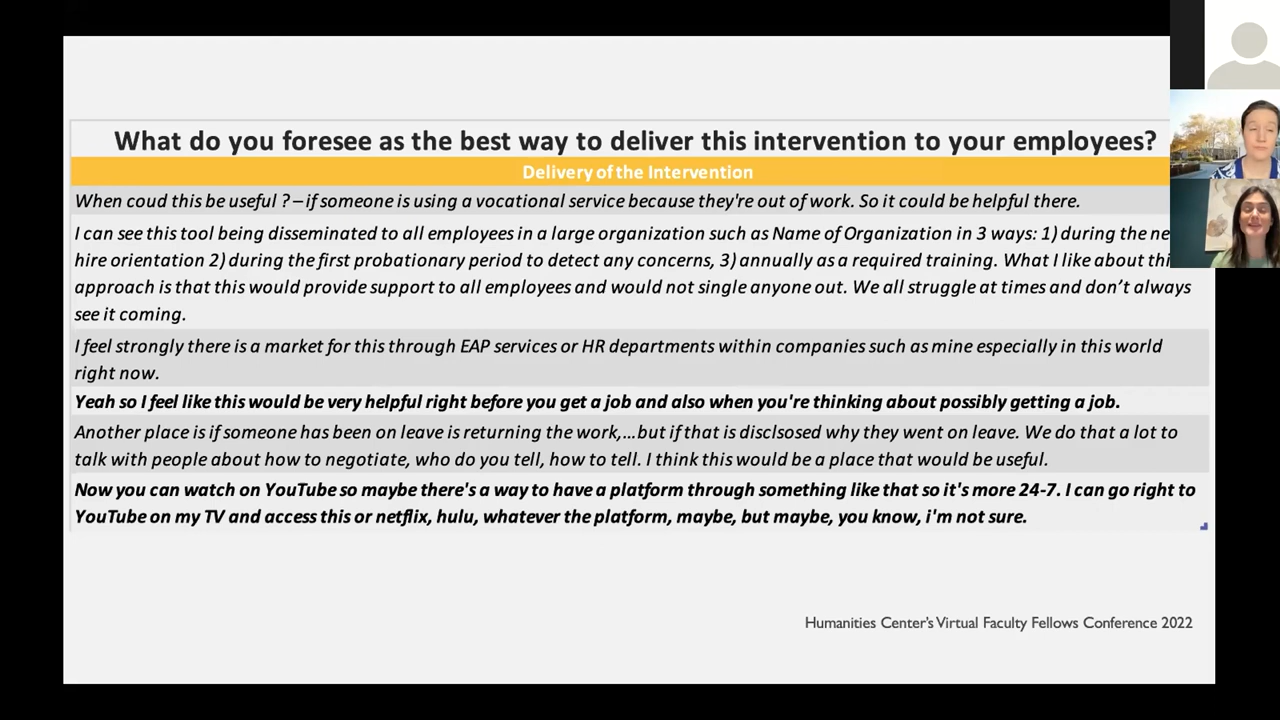 What do you foresee as the best way to deliver this intervention to your employees?
Delivery of the Intervention
When coud this be useful ? – if someone is using a vocational service because they're out of work. So it could be helpful there.
I can see this tool being disseminated to all employees in a large organization such as Name of Organization in 3 ways: 1) during the
hire orientation 2) during the first probationary period to detect any concerns, 3) annually as a required training. What I like about
approach is that this would provide support to all employees and would not single anyone out. We all struggle at times and don’t always
see it coming.
I feel strongly there is a market for this through EAP services or HR departments within companies such as mine especially in this world
right now.
Yeah so I feel like this would be very helpful right before you get a job and also when you're thinking about possibly getting a job.
Another place is if someone has been on leave is returning the work,...but if that is disclsosed why they went on leave. We do that a lot to
talk with people about how to negotiate, who do you tell, how to tell. I think this would be a place that would be useful.
Now you can watch on YouTube so maybe there's a way to have a platform through something like that so it's more 24-7. I can go right to
YouTube on my TV and access this or netflix, hulu, whatever the platform, maybe, but maybe, you know, i'm not sure.
Humanities Center’s Virtual Faculty Fellows Conference 2022